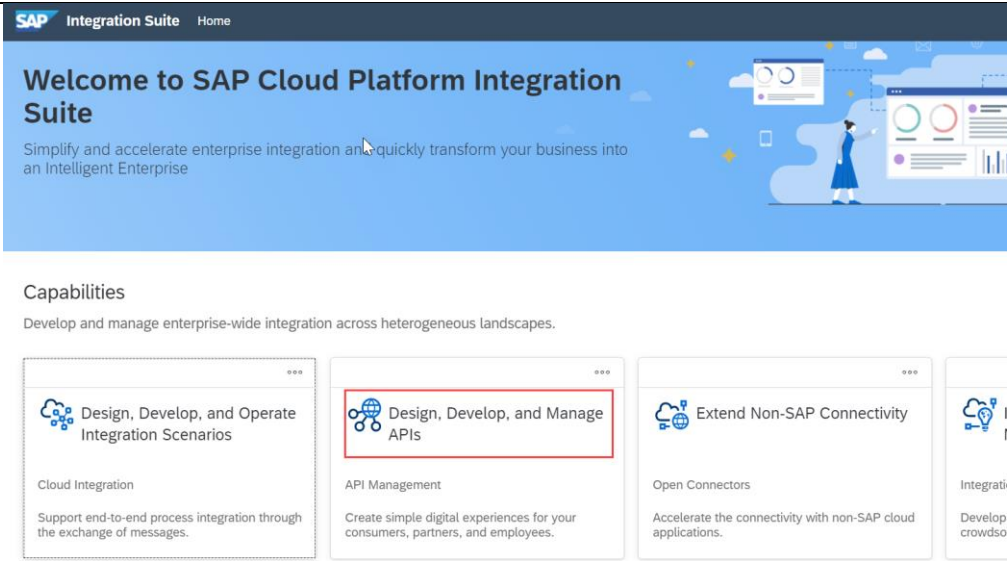 SAP Integration Suite Home
Welcome to SAP Cloud Platform Integration
Suite
Simplify and accelerate enterprise integration and quickly transform your business into
an Intelligent Enterprise
Capabilities
Develop and manage enterprise-wide integration across heterogeneous landscapes.
Design, Develop, and Operate
Integration Scenarios
Cloud Integration
Support end-to-end process integration through
the exchange of messages.
Design, Develop, and Manage
APIs
API Management
Create simple digital experiences for your
consumers, partners, and employees.
Extend Non-SAP Connectivity
Open Connectors
Accelerate the connectivity with non-SAP cloud
applications.
Develop